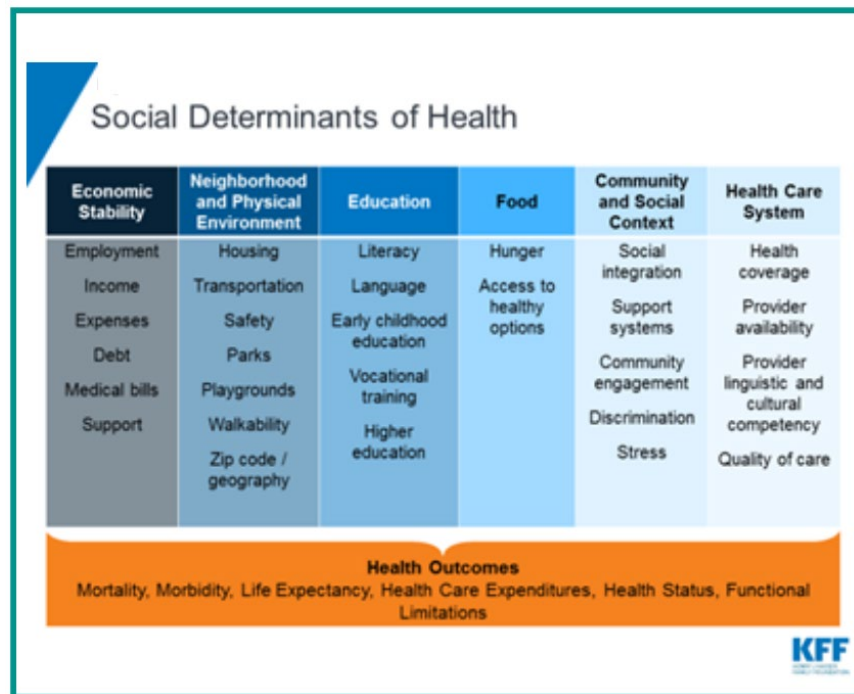 Social Determinants of Health
Economic
Stability
Neighborhood
and Physical
Environment
Education
Food
Community
and Social
Context
Health Care
System
Employment
Income
Expenses
Debt
Medical bills
Support
Housing
Transportation
Safety
Parks
Playgrounds
Walkability
Zip code /
geography
Literacy
Language
Early childhood
education
Vocational
training
Higher
education
Hunger
Access to
healthy
options
Social
integration
Support
systems
Community
engagement
Discrimination
Stress
Health
coverage
Provider
availability
Provider
linguistic and
cultural
competency
Quality of care
Health Outcomes
Mortality, Morbidity, Life Expectancy, Health Care Expenditures, Health Status, Functional
Limitations
KFF